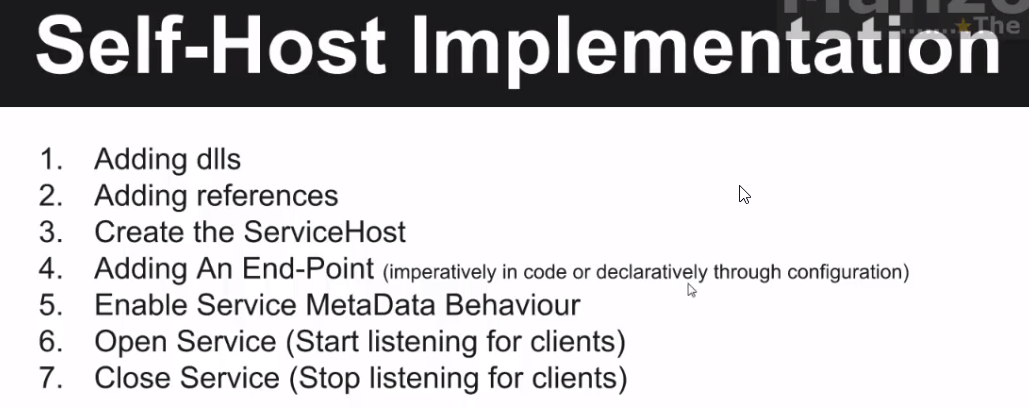 Self-Host Implementation
1. Adding dlls
2. Adding references
3. Create the ServiceHost
4. Adding An End-Point (imperatively in code or declaratively through configuration)
5. Enable Service MetaData Behaviour
6. Open Service (Start listening for clients)
7. Close Service (Stop listening for clients)
The